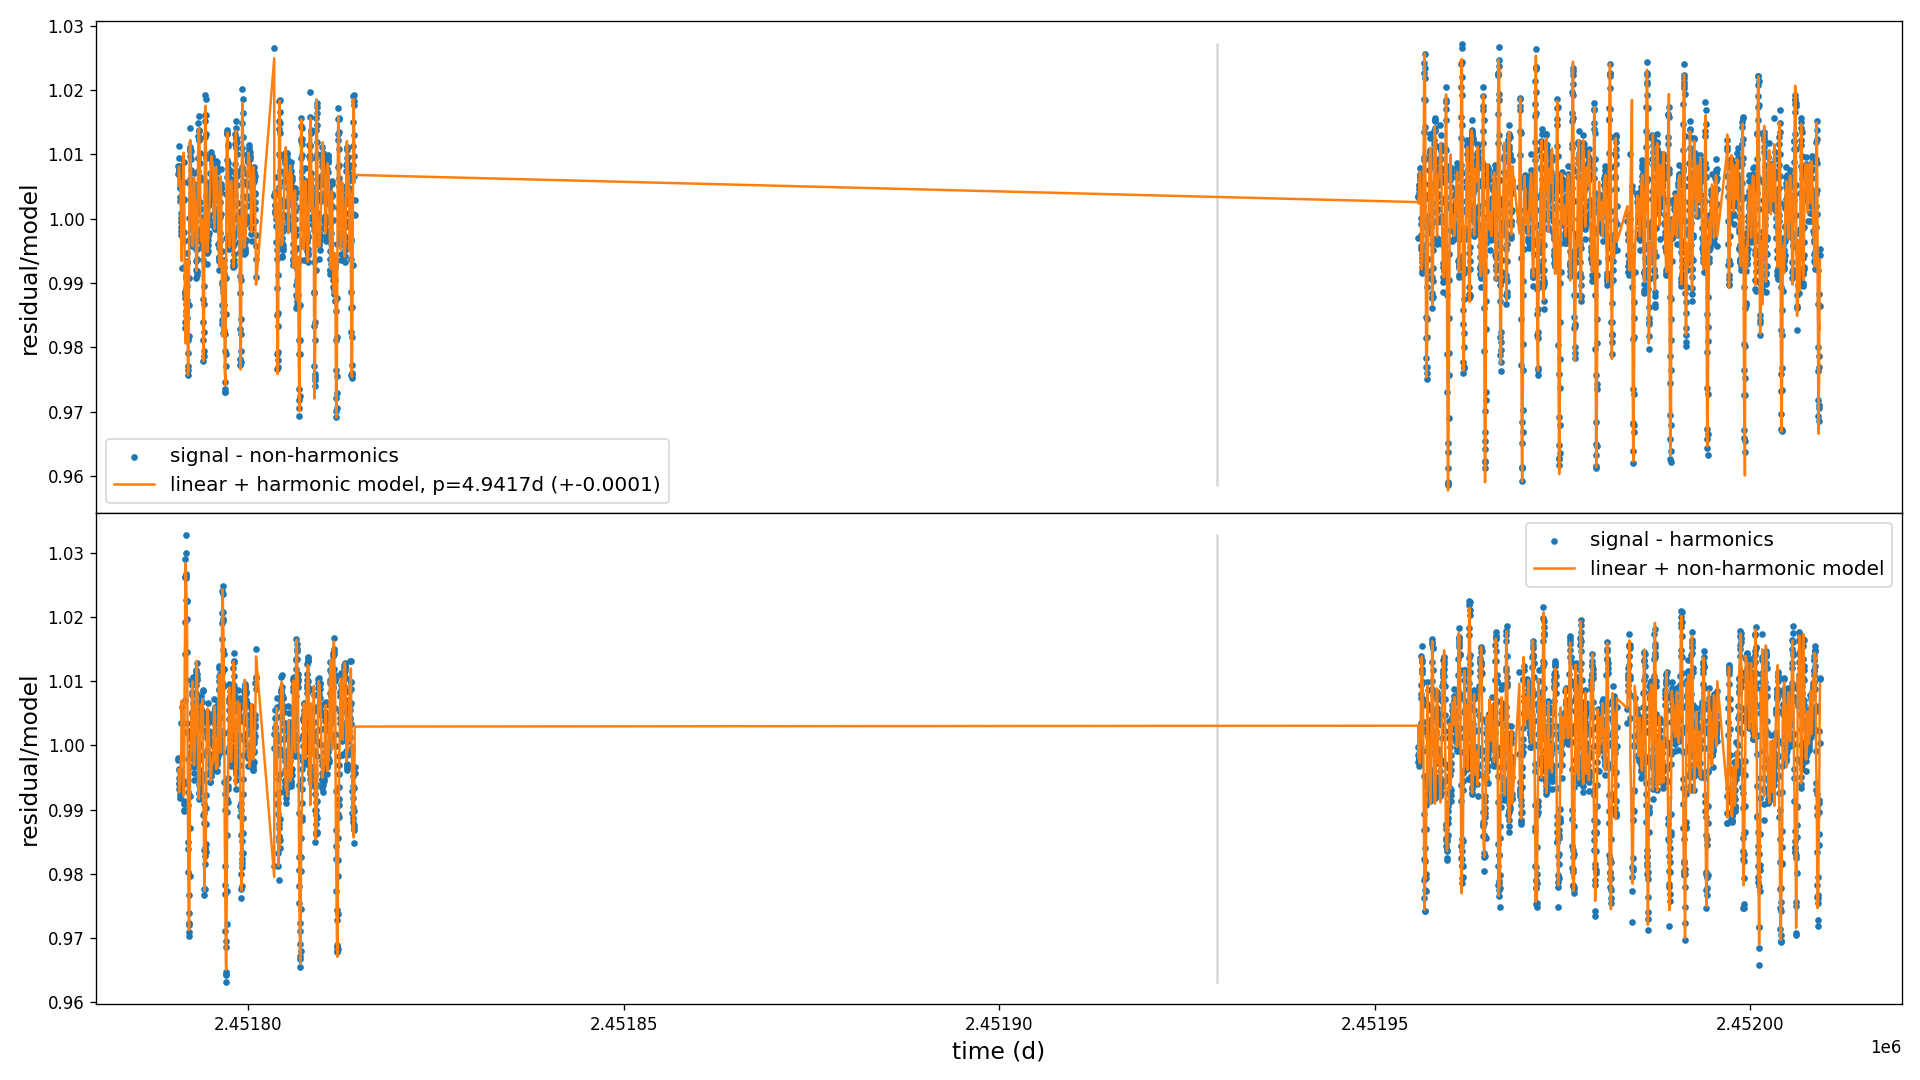 1.03
1.02
1.01
1.00
0.99
0.98
0.97
0.96
residual/model
signal - non-harmonics
linear + harmonic model, p=4.9417d (+-0.0001)
1.03
1.02
1.01
1.00
0.99
0.98
0.97
0.96
residual/model
signal - harmonics
linear + non-harmonic model
2.45180
2.45185
2.45190
2.45195
2.45200
time (d)
1e6